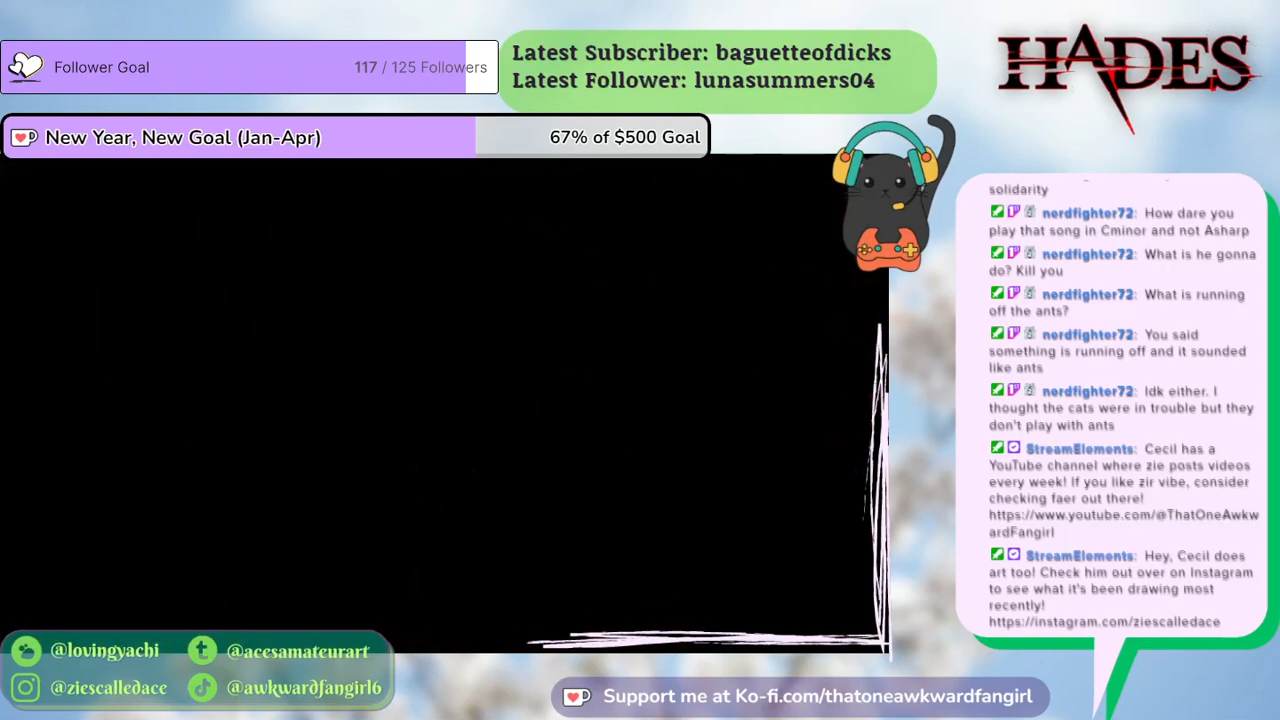 Follower Goal
117 / 125 Followers
Latest Subscriber: baguetteofdicks
Latest Follower: lunasummers04
HADES
New Year, New Goal (Jan-Apr)
67% of $500 Goal
solidarity
nerdfighter72: How dare you
play that song in Cminor and not Asharp
nerdfighter72: What is he gonna
do? Kill you
nerdfighter72: What is running
off the ants?
nerdfighter72: You said
something is running off and it sounded
like ants
nerdfighter72: Idk either. I
thought the cats were in trouble but they
don't play with ants
StreamElements: Cecil has a
YouTube channel where zie posts videos
every week! If you like zir vibe, consider
checking faer out there!
https://www.youtube.com/@ThatOneAwkw
ardFangirl
StreamElements: Hey, Cecil does
art too! Check him out over on Instagram
to see what it's been drawing most
recently!
https://instagram.com/ziescalledace
@lovingyachi
@acesamateurart
@ziescalledace
@awkwardfangirl6
Support me at Ko-fi.com/thatoneawkwardfangirl